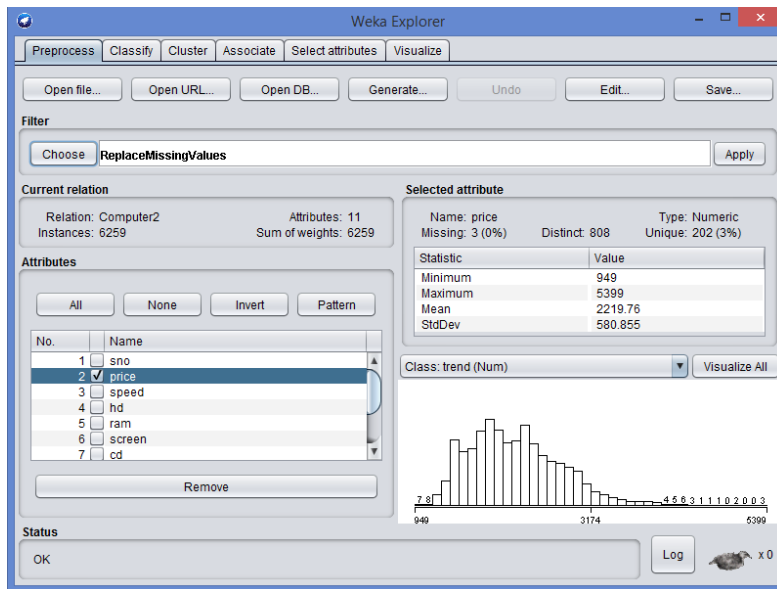 Weka Explorer
Preprocess Classify Cluster Associate Select attributes Visualize
Open file... Open URL... Open DB... Generate... Undo Edit... Save...
Filter
Choose ReplaceMissingValues Apply
Current relation
Relation: Computer2 Attributes: 11
Instances: 6259 Sum of weights: 6259
Attributes
All None Invert Pattern
No. Name
1 sno
2 price
3 speed
4 hd
5 ram
6 screen
7 cd
Remove
Selected attribute
Name: price Type: Numeric
Missing: 3 (0%) Distinct: 808 Unique: 202 (3%)
Statistic Value
Minimum 949
Maximum 5399
Mean 2219.76
StdDev 580.855
Class: trend (Num) Visualize All
7 8 4 5 6 3 1 1 1 0 2 0 0 3
949 3174 5399
Status
OK Log x 0